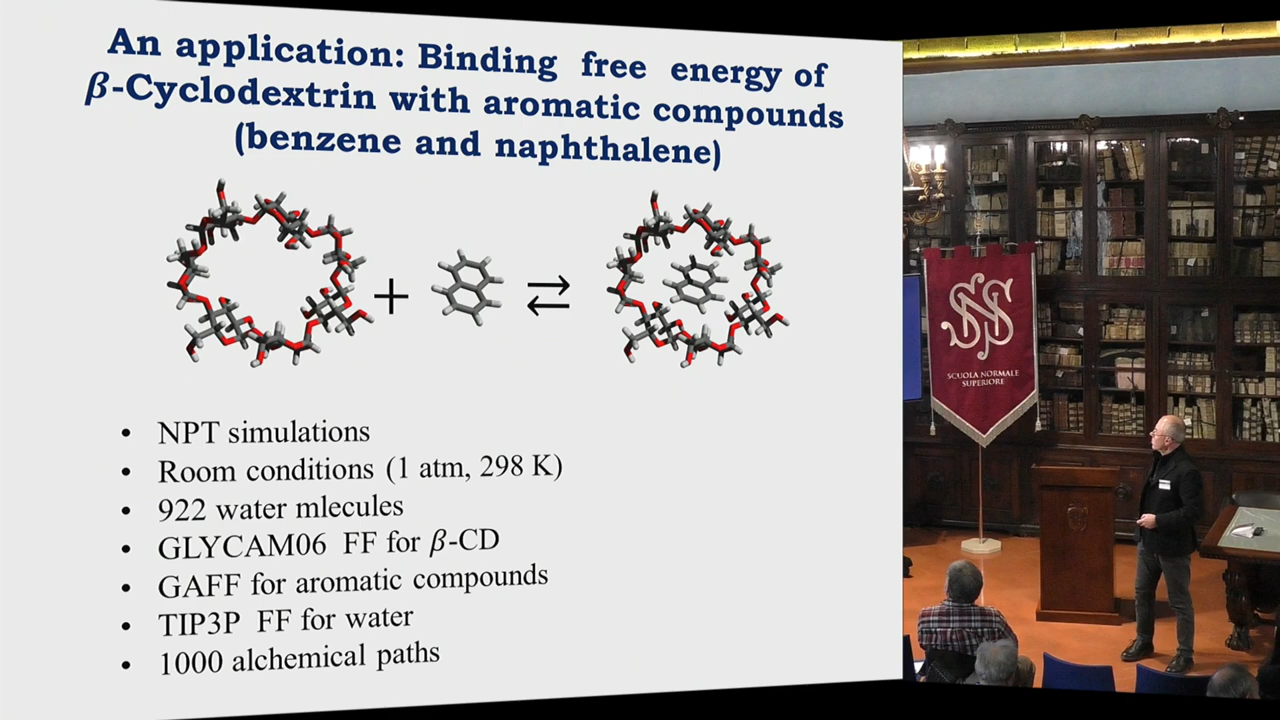 An application: Binding free energy of
β-Cyclodextrin with aromatic compounds
(benzene and naphthalene)
+ ⇄
• NPT simulations
• Room conditions (1 atm, 298 K)
• 922 water mlecules
• GLYCAM06 FF for β-CD
• GAFF for aromatic compounds
• TIP3P FF for water
• 1000 alchemical paths
SNS
SCUOLA NORMALE
SUPERIORE